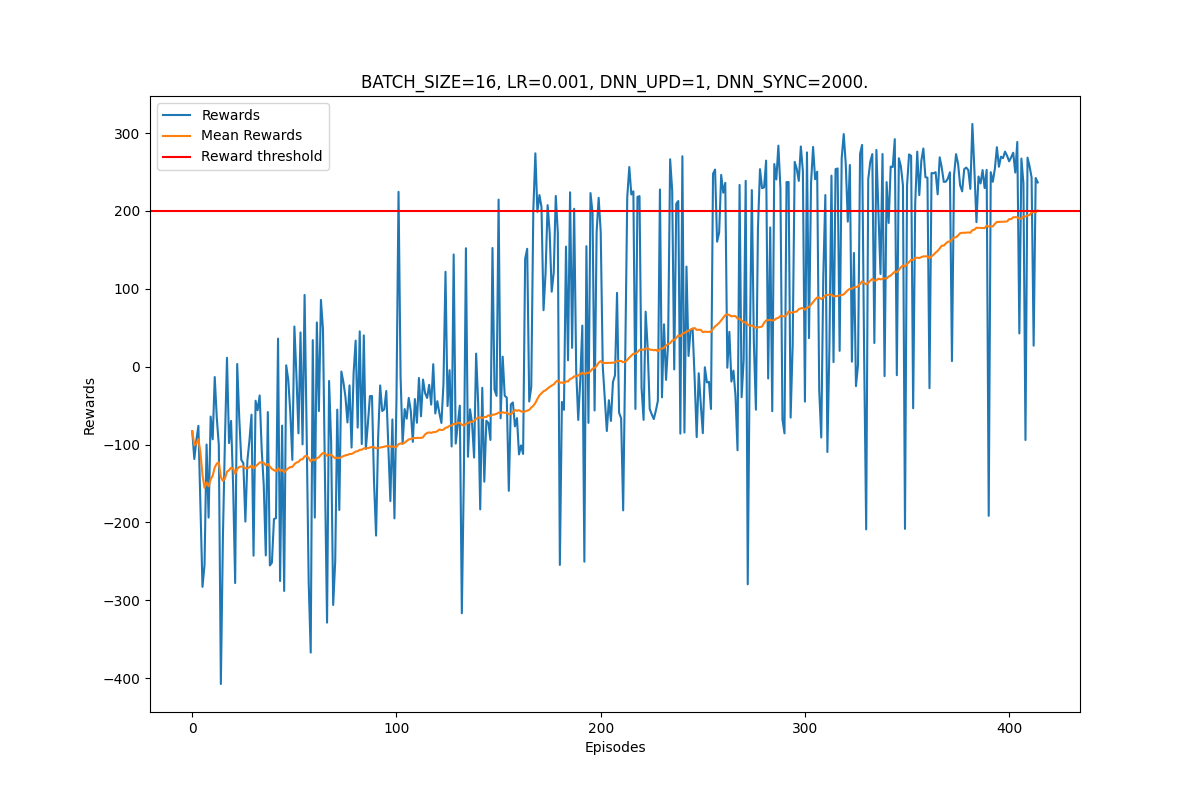 BATCH_SIZE=16, LR=0.001, DNN_UPD=1, DNN_SYNC=2000.
Rewards
Mean Rewards
Reward threshold
300
200
100
0
−100
−200
−300
−400
Rewards
0 100 200 300 400
Episodes